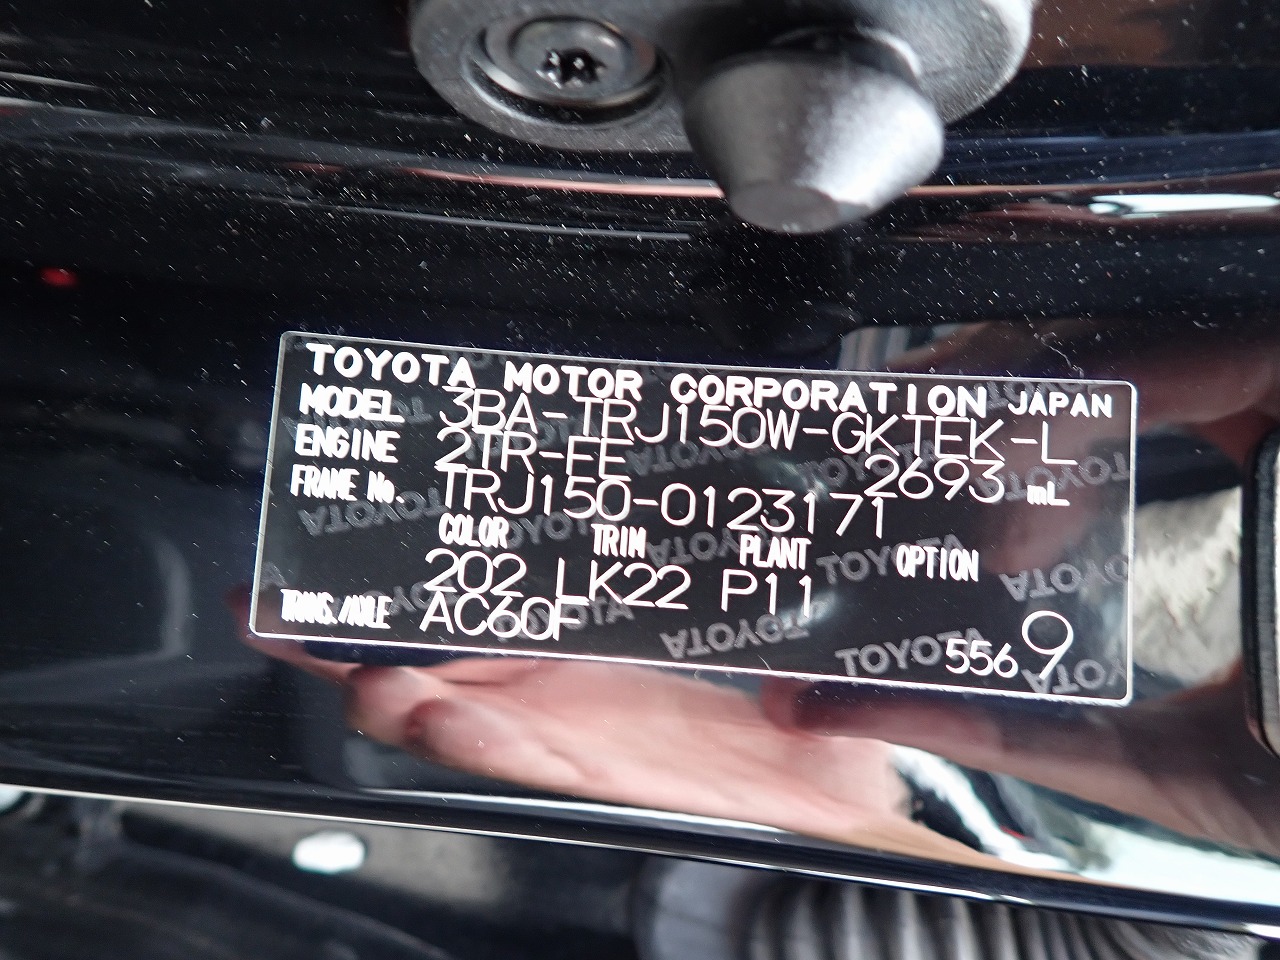 TOYOTA MOTOR CORPORATION JAPAN
MODEL 3BA-TRJ150W-GKTEK-L
ENGINE 2TR-FE 2693 mL
FRAME No. TRJ150-0123171
COLOR TRIM PLANT OPTION
202 LK22 P11
TRANS./AXLE AC60F
556 9